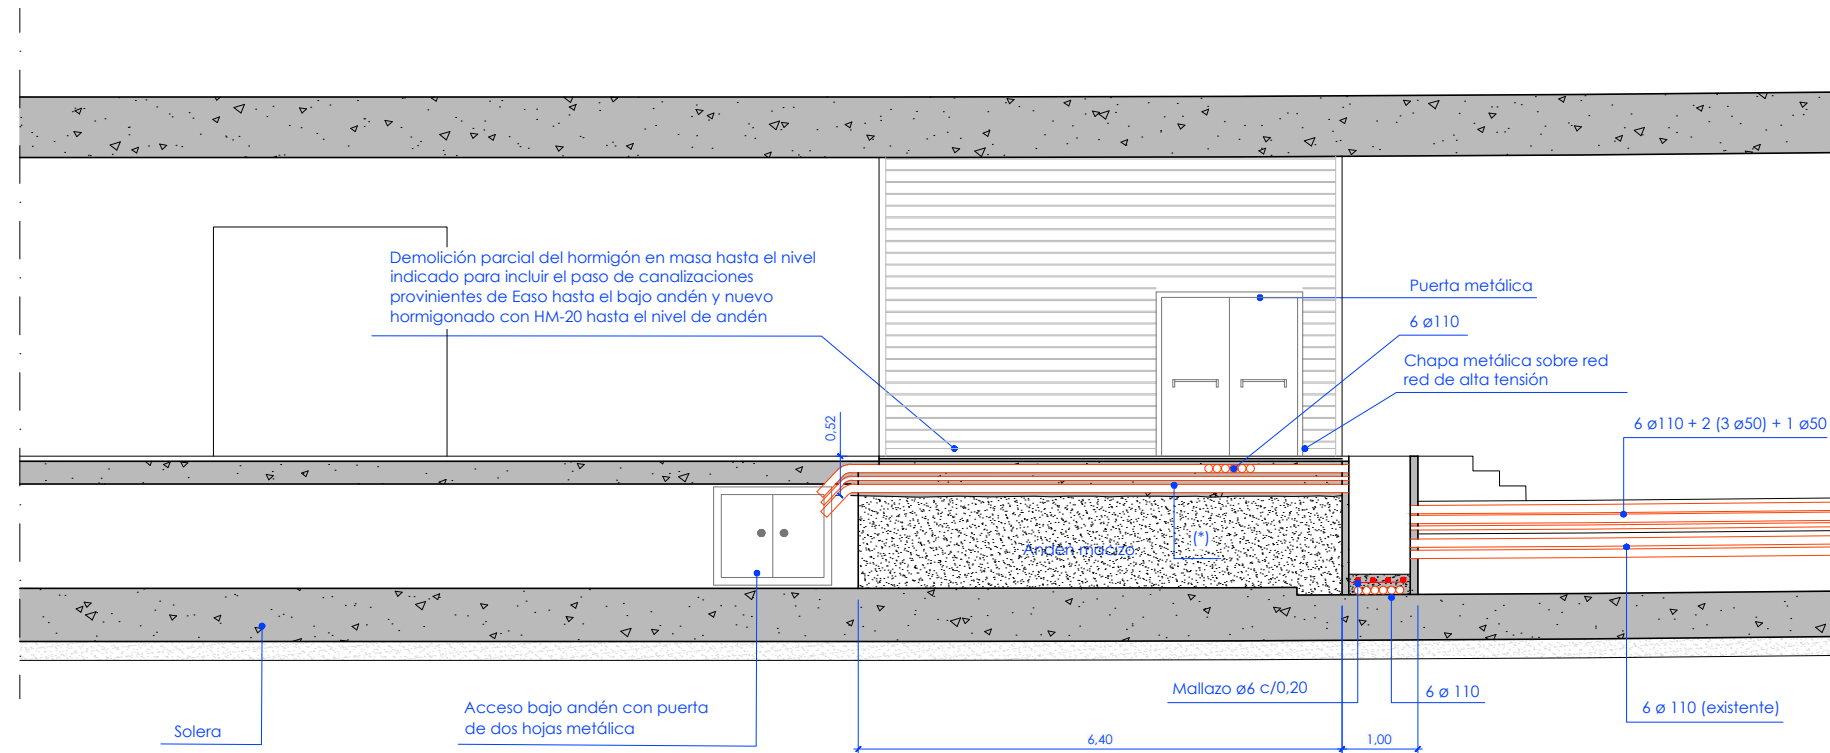 Demolición parcial del hormigón en masa hasta el nivel
indicado para incluir el paso de canalizaciones
provinientes de Easo hasta el bajo andén y nuevo
hormigonado con HM-20 hasta el nivel de andén
Puerta metálica
6 ø110
Chapa metálica sobre red
red de alta tensión
6 ø110 + 2 (3 ø50) + 1 ø50
0,52
(*)
Andén macizo
Mallazo ø6 c/0,20
6 ø 110
6 ø 110 (existente)
Acceso bajo andén con puerta
de dos hojas metálica
Solera
6,40
1,00